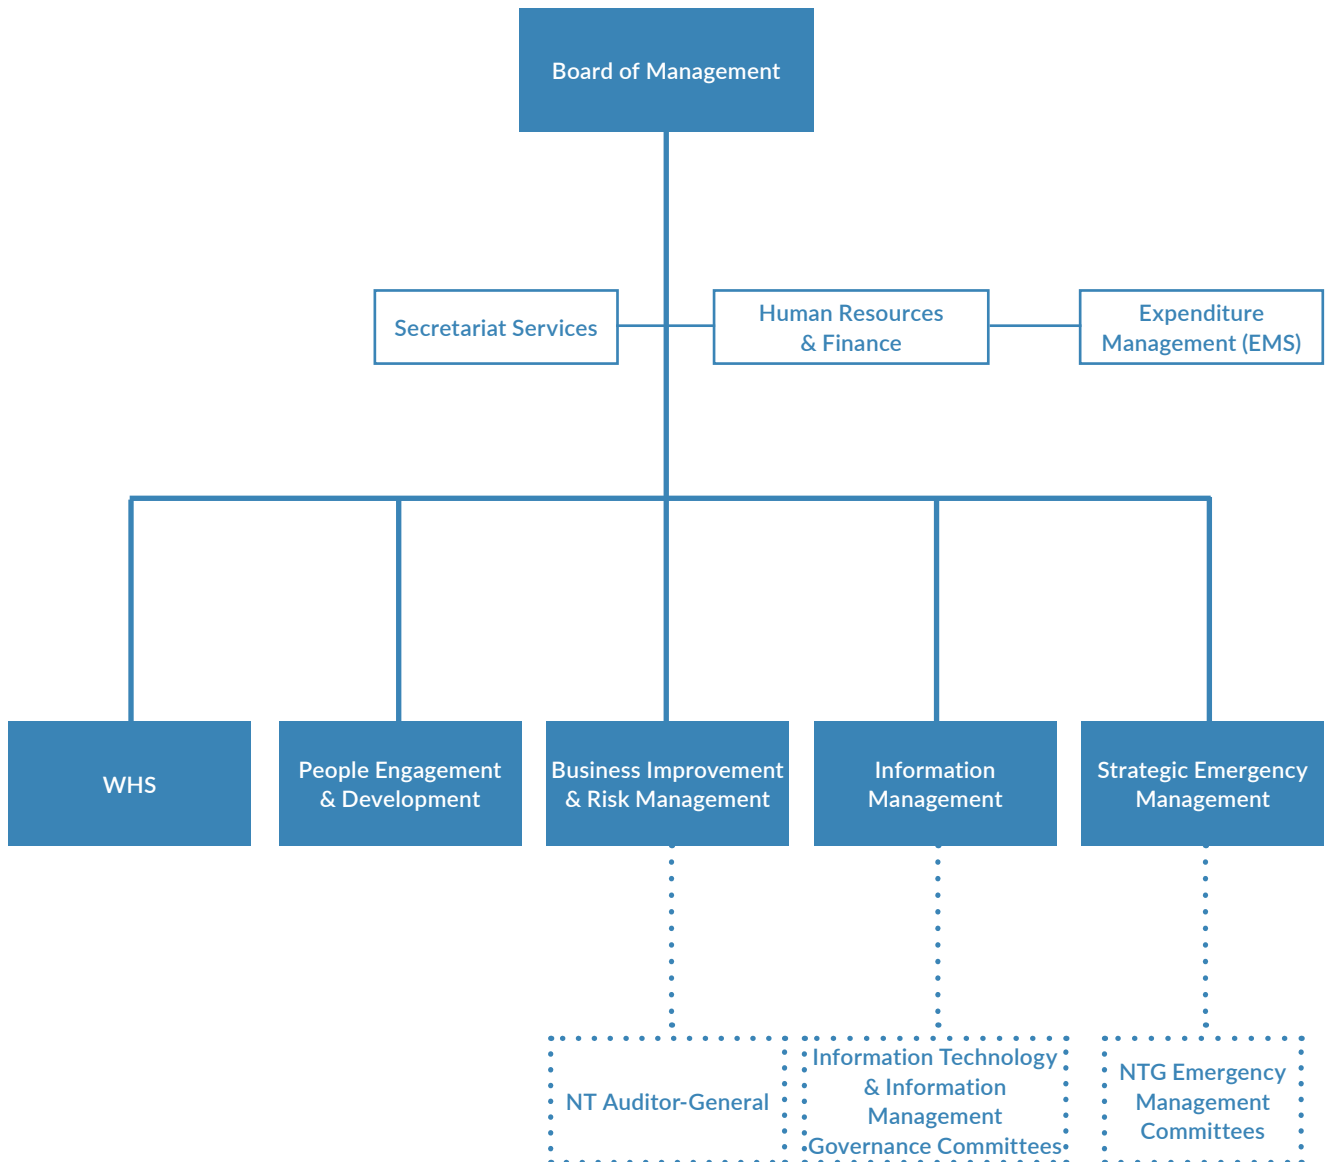 Board of Management
Secretariat Services
Human Resources
& Finance
Expenditure
Management (EMS)
WHS
People Engagement
& Development
Business Improvement
& Risk Management
Information
Management
Strategic Emergency
Management
NT Auditor-General
Information Technology
& Information
Management
Governance Committees
NTG Emergency
Management
Committees